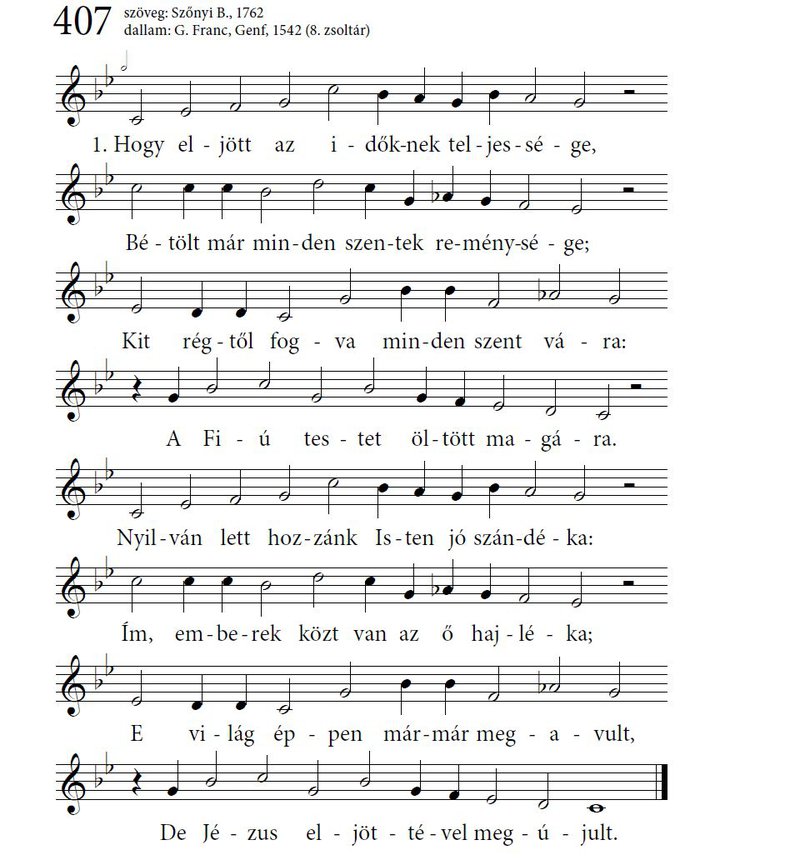 407
szöveg: Szőnyi B., 1762
dallam: G. Franc, Genf, 1542 (8. zsoltár)
1. Hogy el - jött az i - dők-nek tel-jes-sé - ge,
Bé - tölt már min-den szen-tek re-mény-sé - ge;
Kit rég-től fog - va min-den szent vá - ra:
A Fi - ú tes - tet öl-tött ma-gá - ra.
Nyil-ván lett hoz-zánk Is-ten jó szán-dé - ka:
Ím, em-be-rek közt van az ő haj-lé - ka;
E vi - lág ép - pen már-már meg - a - vult,
De Jé - zus el - jöt - té-vel meg-ú - jult.